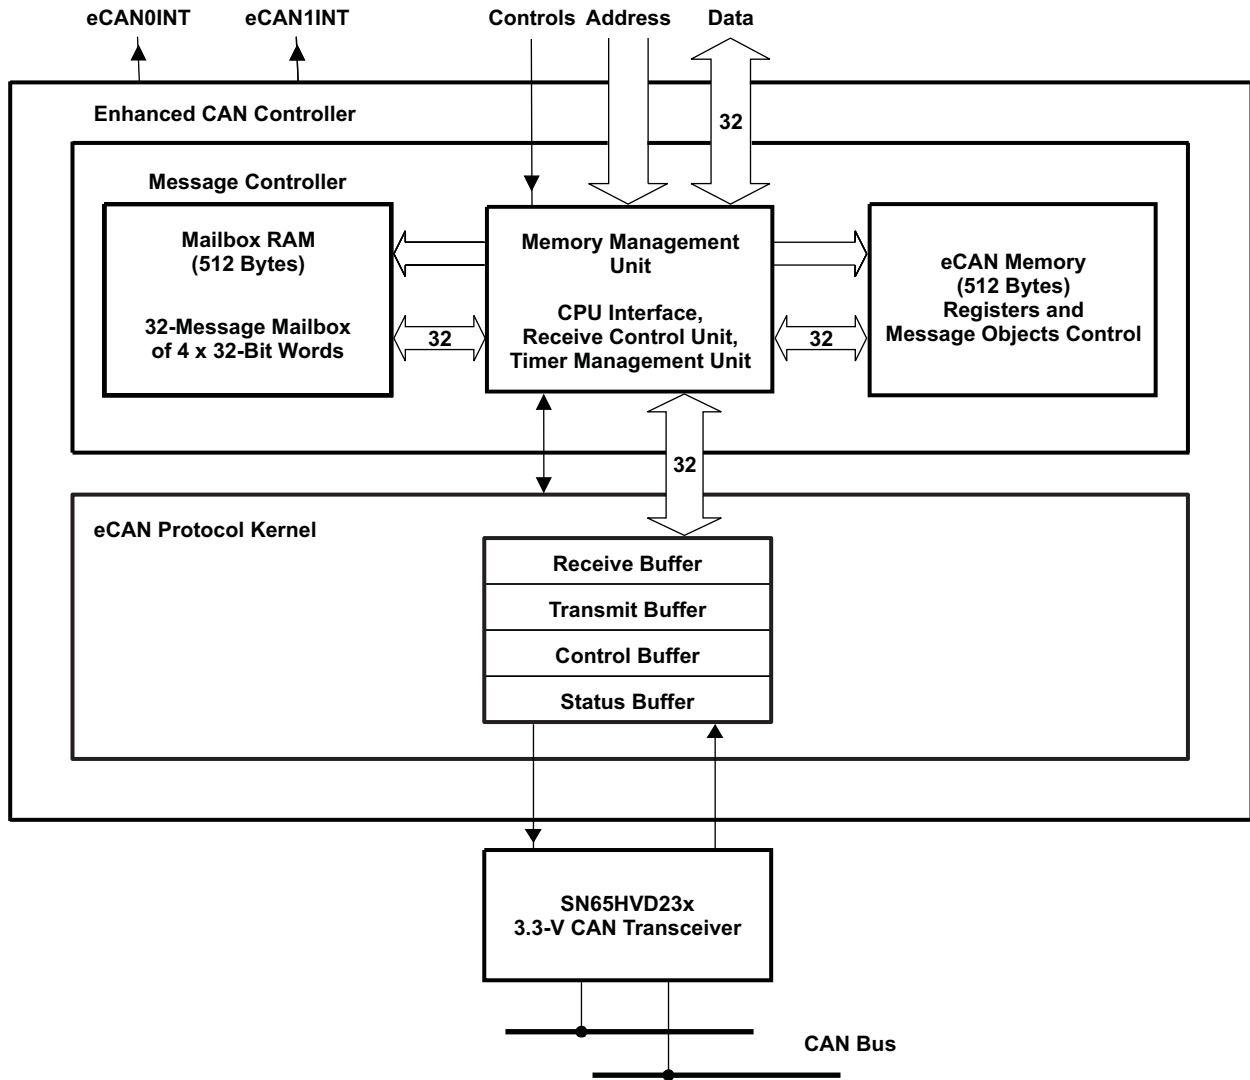 eCAN0INT eCAN1INT Controls Address Data
32
Enhanced CAN Controller
Message Controller
Mailbox RAM
(512 Bytes)
32-Message Mailbox
of 4 x 32-Bit Words
32
Memory Management
Unit
CPU Interface,
Receive Control Unit,
Timer Management Unit
32
eCAN Memory
(512 Bytes)
Registers and
Message Objects Control
32
eCAN Protocol Kernel
Receive Buffer
Transmit Buffer
Control Buffer
Status Buffer
SN65HVD23x
3.3-V CAN Transceiver
CAN Bus